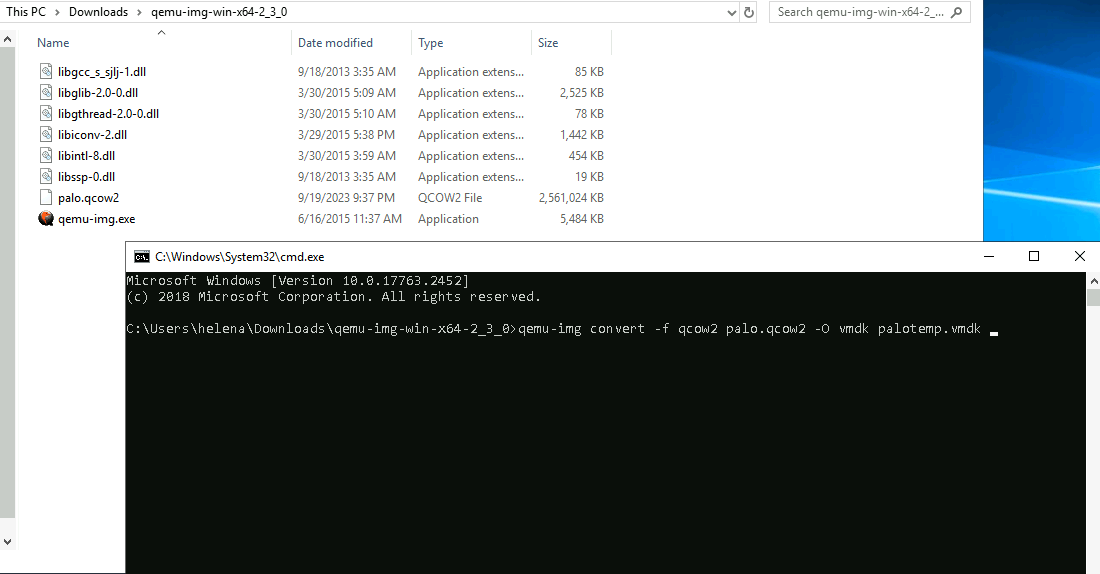 This PC > Downloads > qemu-img-win-x64-2_3_0
Search qemu-img-win-x64-2_...
Name Date modified Type Size
libgcc_s_sjlj-1.dll 9/18/2013 3:35 AM Application extens... 85 KB
libglib-2.0-0.dll 3/30/2015 5:09 AM Application extens... 2,525 KB
libgthread-2.0-0.dll 3/30/2015 5:10 AM Application extens... 78 KB
libiconv-2.dll 3/29/2015 5:38 PM Application extens... 1,442 KB
libintl-8.dll 3/30/2015 3:59 AM Application extens... 454 KB
libssp-0.dll 9/18/2013 3:35 AM Application extens... 19 KB
palo.qcow2 9/19/2023 9:37 PM QCOW2 File 2,561,024 KB
qemu-img.exe 6/16/2015 11:37 AM Application 5,484 KB
C:\Windows\System32\cmd.exe
Microsoft Windows [Version 10.0.17763.2452]
(c) 2018 Microsoft Corporation. All rights reserved.
C:\Users\helena\Downloads\qemu-img-win-x64-2_3_0>qemu-img convert -f qcow2 palo.qcow2 -O vmdk palotemp.vmdk